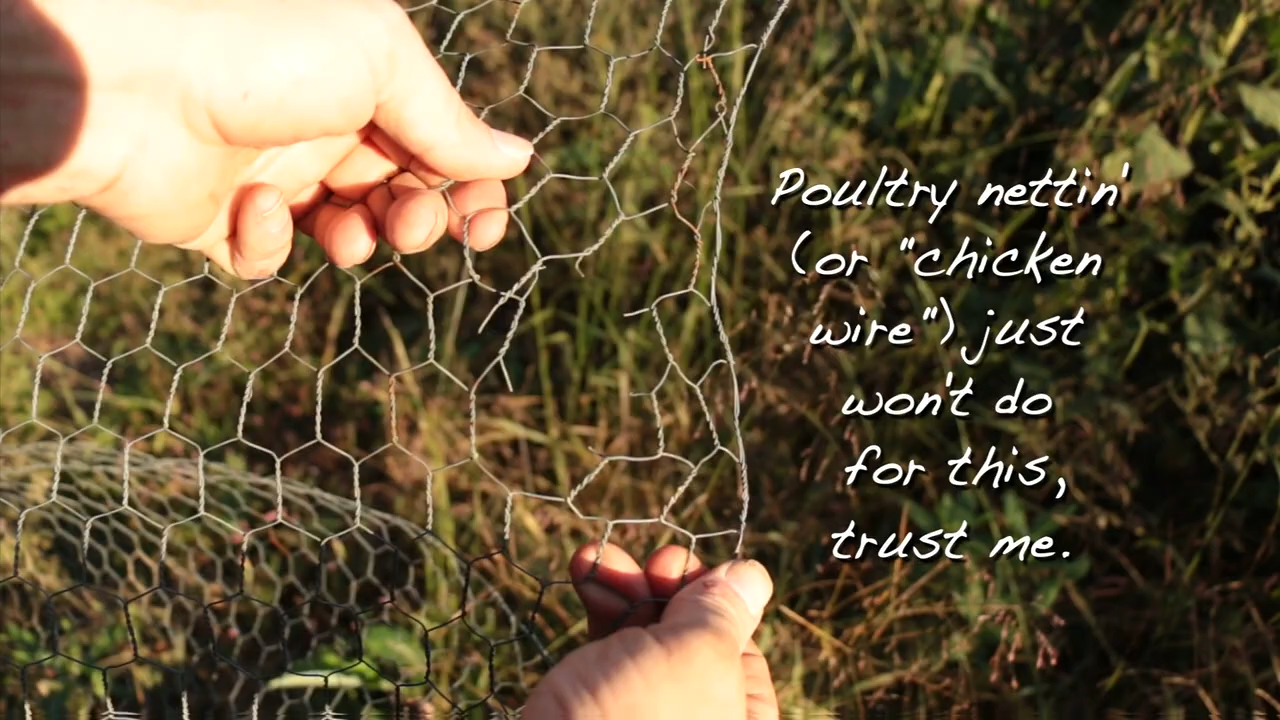 Poultry nettin'
(or "chicken
wire") just
won't do
for this,
trust me.